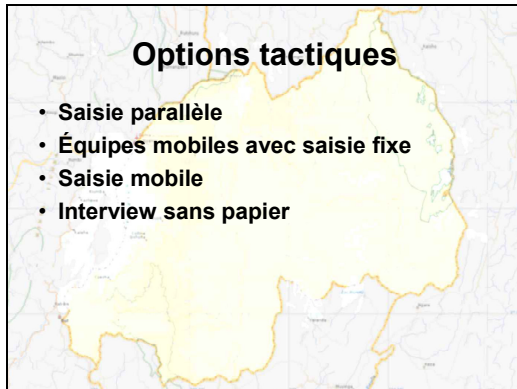 Options tactiques
• Saisie parallèle
• Équipes mobiles avec saisie fixe
• Saisie mobile
• Interview sans papier